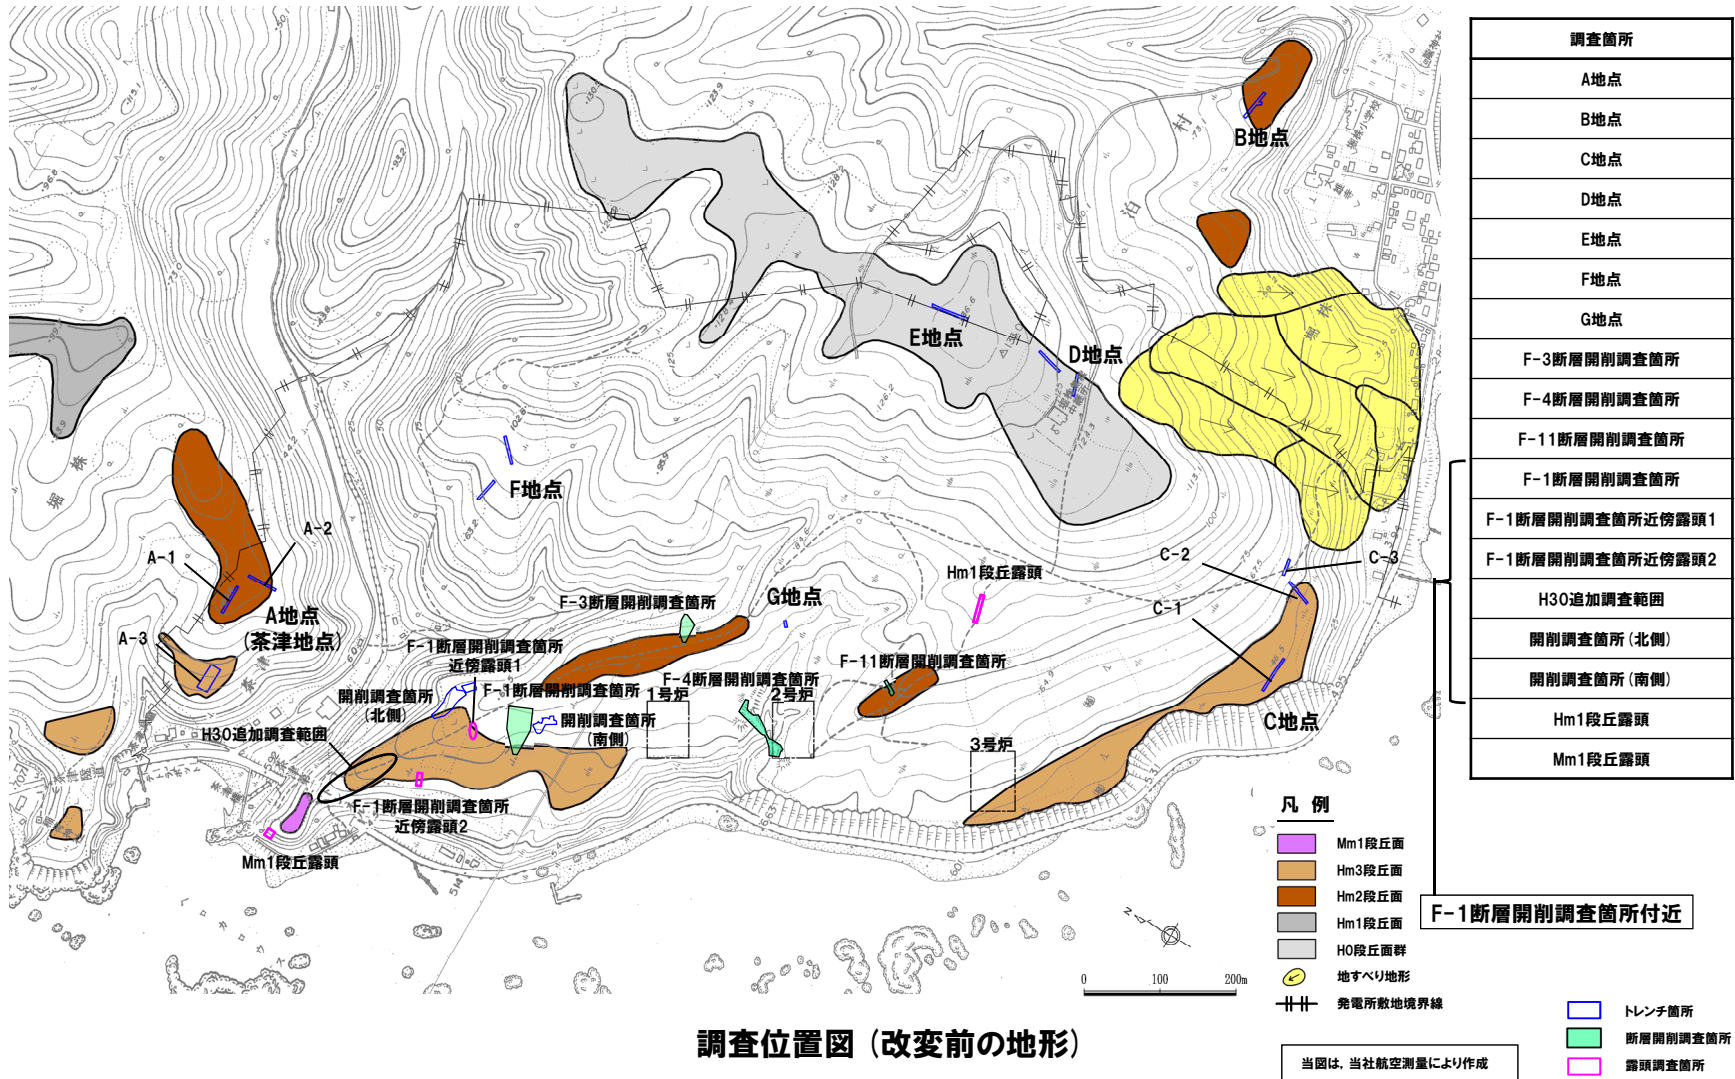 調査箇所
A地点
B地点
C地点
D地点
E地点
F地点
G地点
F-3断層開削調査箇所
F-4断層開削調査箇所
F-11断層開削調査箇所
F-1断層開削調査箇所
F-1断層開削調査箇所近傍露頭1
F-1断層開削調査箇所近傍露頭2
H30追加調査範囲
開削調査箇所(北側)
開削調査箇所(南側)
Hm1段丘露頭
Mm1段丘露頭
F-1断層開削調査箇所付近
B地点
E地点
D地点
F地点
A-2
A-1
A地点
(茶津地点)
A-3
C-2
C-3
C-1
C地点
Hm1段丘露頭
G地点
F-3断層開削調査箇所
F-1断層開削調査箇所
近傍露頭1
F-1断層開削調査箇所
開削調査箇所
(北側)
開削調査箇所
(南側)
H30追加調査範囲
F-4断層開削調査箇所
F-11断層開削調査箇所
1号炉
2号炉
3号炉
F-1断層開削調査箇所
近傍露頭2
Mm1段丘露頭
村
泊
堀
株
凡 例
Mm1段丘面
Hm3段丘面
Hm2段丘面
Hm1段丘面
H0段丘面群
地すべり地形
発電所敷地境界線
0 100 200m
トレンチ箇所
断層開削調査箇所
露頭調査箇所
当図は,当社航空測量により作成
調査位置図(改変前の地形)